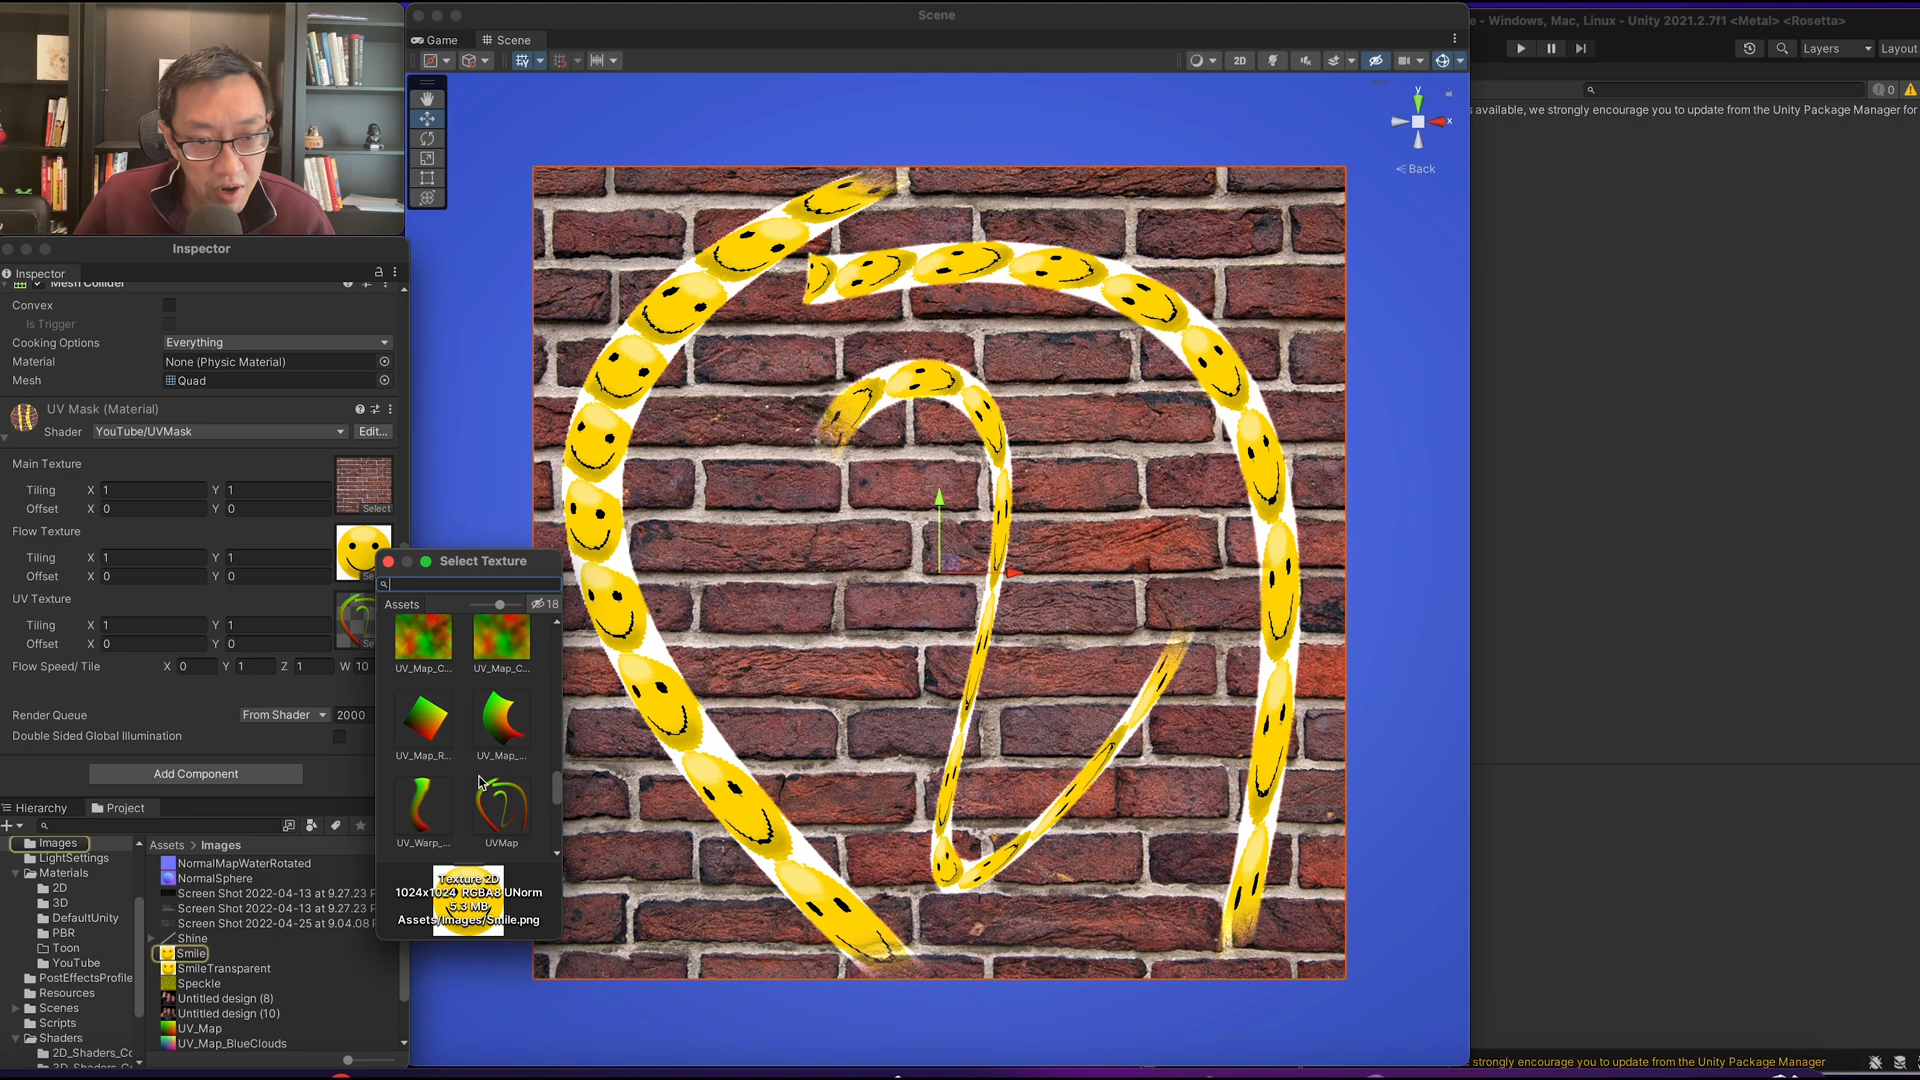 Scene
- Windows, Mac, Linux - Unity 2021.2.7f1 <Metal> <Rosetta>
Game
Scene
2D
Layers
Layout
0
s available, we strongly encourage you to update from the Unity Package Manager for
y
x
Back
Inspector
Inspector
Mesh Collider
Convex
Is Trigger
Cooking Options
Everything
Material
None (Physic Material)
Mesh
Quad
UV Mask (Material)
Shader
YouTube/UVMask
Edit...
Main Texture
Tiling X 1 Y 1
Offset X 0 Y 0
Select
Flow Texture
Tiling X 1 Y 1
Offset X 0 Y 0
Se
UV Texture
Tiling X 1 Y 1
Offset X 0 Y 0
Se
Flow Speed/ Tile X 0 Y 1 Z 1 W 10
Render Queue
From Shader
2000
Double Sided Global Illumination
Add Component
Select Texture
Assets
18
UV_Map_C...
UV_Map_C...
UV_Map_R...
UV_Map_...
UV_Warp_...
UVMap
Texture 2D
1024x1024 RGBA8 UNorm
5.3 MB
Assets/Images/Smile.png
Hierarchy
Project
Images
LightSettings
Materials
2D
3D
DefaultUnity
PBR
Toon
YouTube
PostEffectsProfile
Resources
Scenes
Scripts
Shaders
2D_Shaders_Co
Assets > Images
NormalMapWaterRotated
NormalSphere
Screen Shot 2022-04-13 at 9.27.23 P
Screen Shot 2022-04-13 at 9.27.23 P
Screen Shot 2022-04-25 at 9.04.08 P
Shine
Smile
SmileTransparent
Speckle
Untitled design (8)
Untitled design (10)
UV_Map
UV_Map_BlueClouds
strongly encourage you to update from the Unity Package Manager